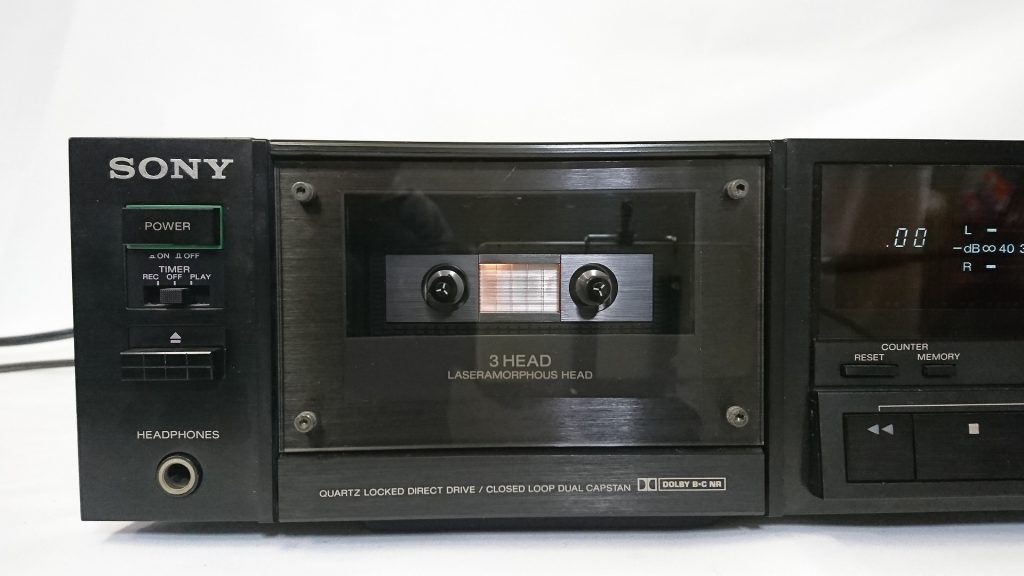 SONY
POWER
ON OFF
TIMER
REC OFF PLAY
HEADPHONES
3 HEAD
LASERAMORPHOUS HEAD
QUARTZ LOCKED DIRECT DRIVE / CLOSED LOOP DUAL CAPSTAN DOLBY B-C NR
.00
L
-dB ∞ 40 3
R
COUNTER
RESET MEMORY